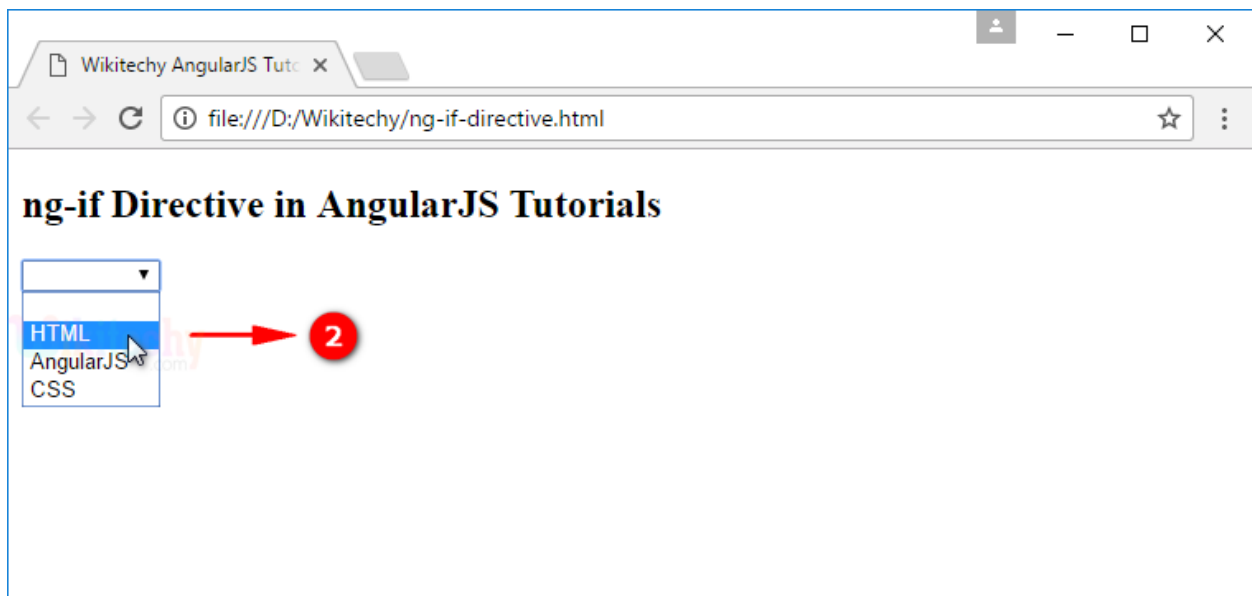 Wikitechy AngularJS Tuto
file:///D:/Wikitechy/ng-if-directive.html
ng-if Directive in AngularJS Tutorials
HTML
2
AngularJS
.com
CSS